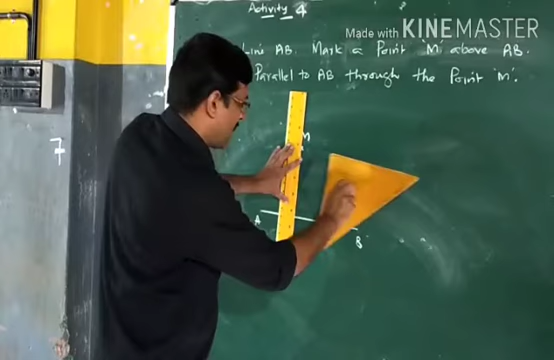 Activity 4
Made with KINEMASTER
Line AB. Mark a Point 'M' above AB.
Parallel to AB through the Point 'M'.
M
7
A
B